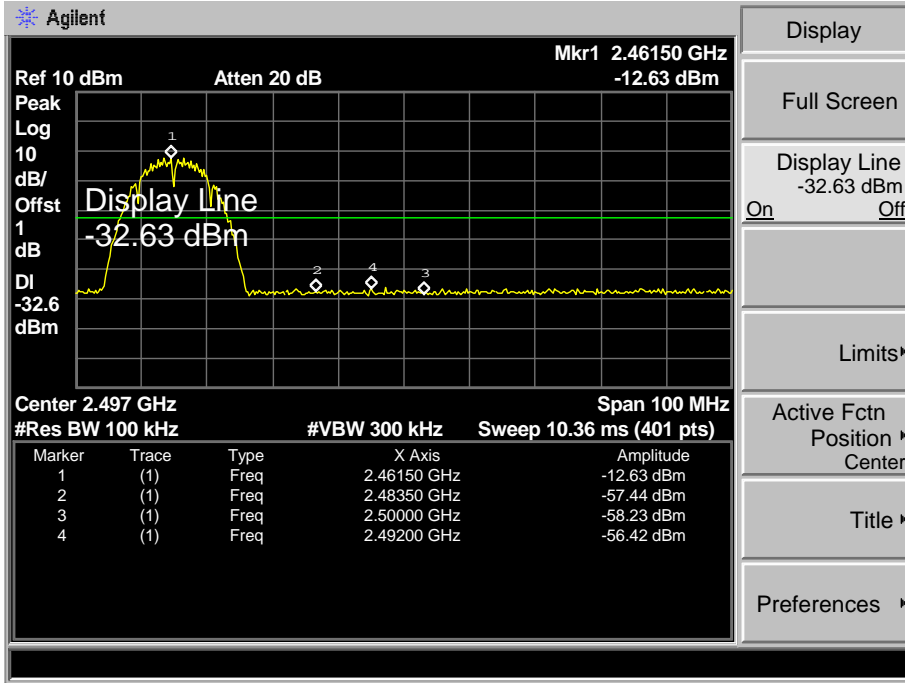 Agilent
Mkr1 2.46150 GHz
Ref 10 dBm Atten 20 dB -12.63 dBm
Peak
Log
10
dB/
Offst
1
dB
DI
-32.6
dBm
1
Display Line
-32.63 dBm
2
4
3
Center 2.497 GHz Span 100 MHz
#Res BW 100 kHz #VBW 300 kHz Sweep 10.36 ms (401 pts)
Marker Trace Type X Axis Amplitude
1 (1) Freq 2.46150 GHz -12.63 dBm
2 (1) Freq 2.48350 GHz -57.44 dBm
3 (1) Freq 2.50000 GHz -58.23 dBm
4 (1) Freq 2.49200 GHz -56.42 dBm
Display
Full Screen
Display Line
-32.63 dBm
On Off
Limits
Active Fctn
Position
Center
Title
Preferences